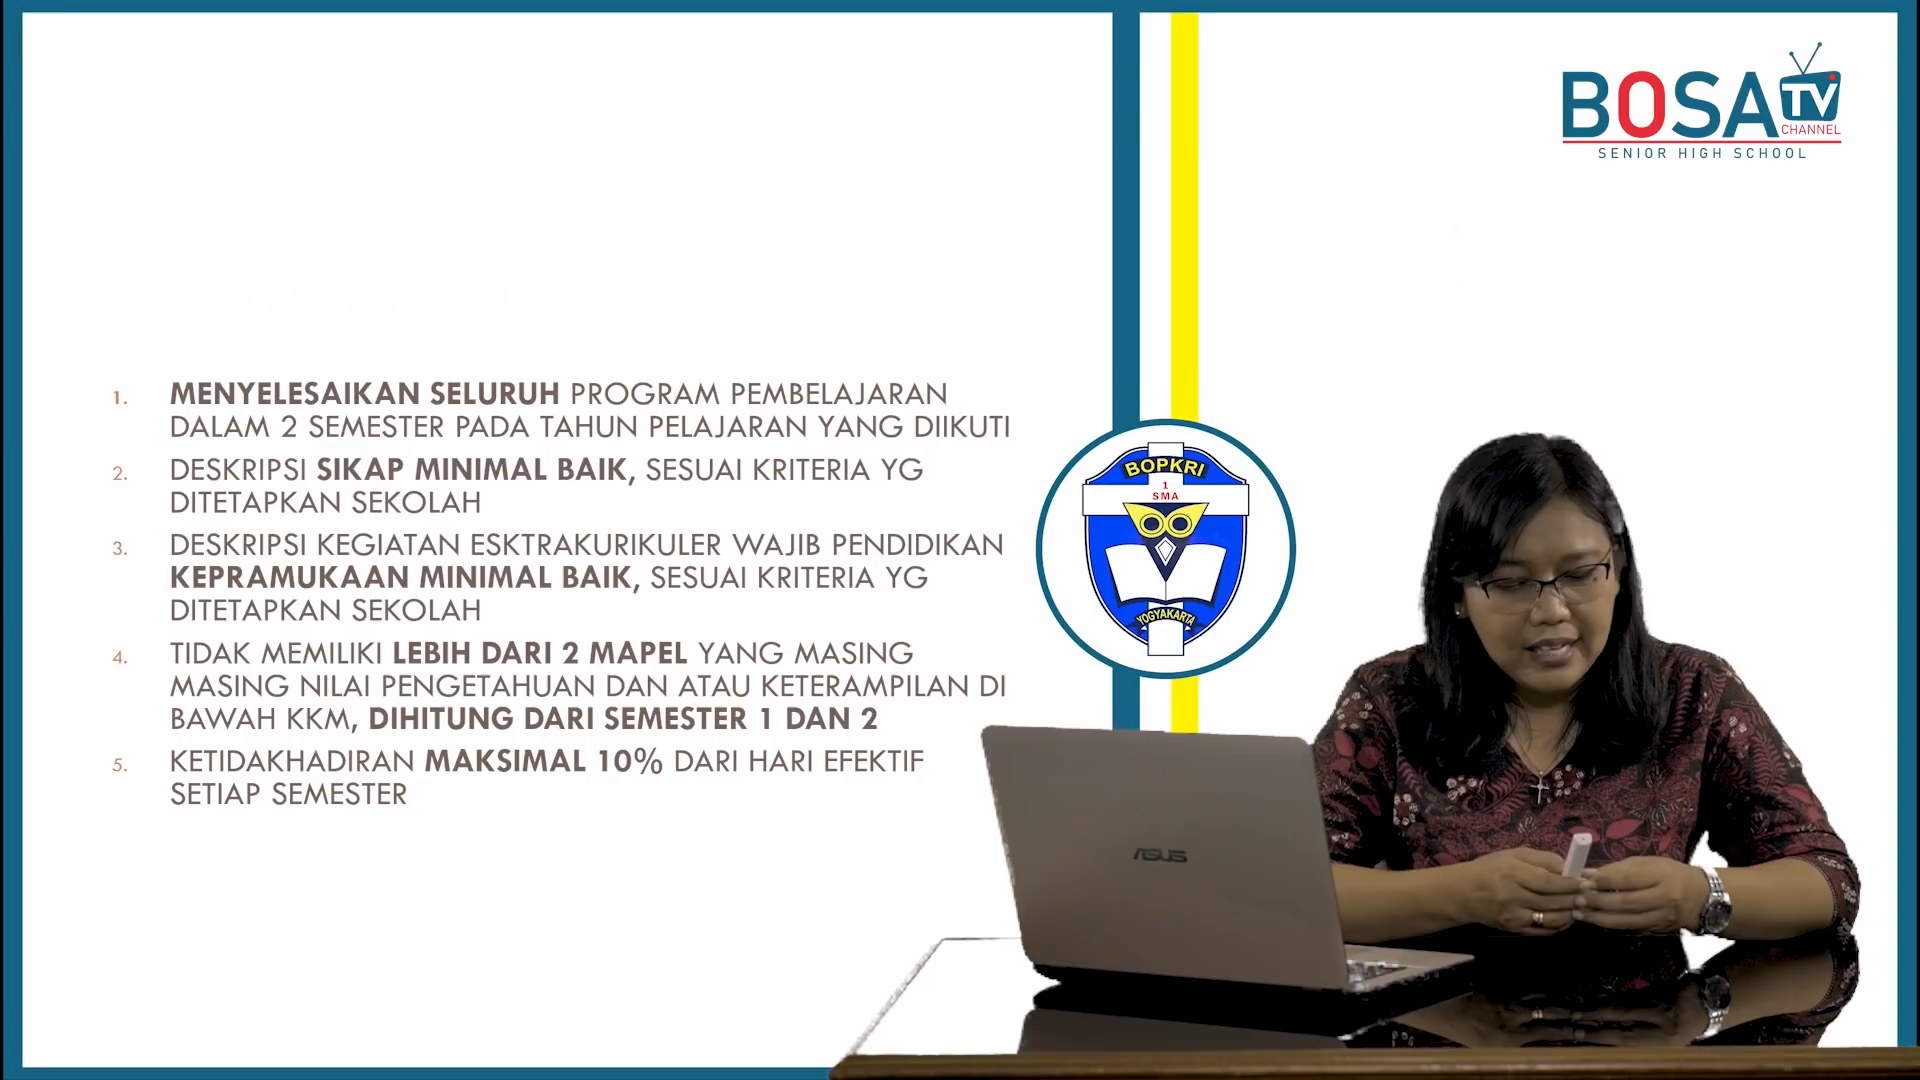 BOSA TV
CHANNEL
SENIOR HIGH SCHOOL
1. MENYELESAIKAN SELURUH PROGRAM PEMBELAJARAN
DALAM 2 SEMESTER PADA TAHUN PELAJARAN YANG DIIKUTI
2. DESKRIPSI SIKAP MINIMAL BAIK, SESUAI KRITERIA YG
DITETAPKAN SEKOLAH
3. DESKRIPSI KEGIATAN ESKTRAKURIKULER WAJIB PENDIDIKAN
KEPRAMUKAAN MINIMAL BAIK, SESUAI KRITERIA YG
DITETAPKAN SEKOLAH
4. TIDAK MEMILIKI LEBIH DARI 2 MAPEL YANG MASING
MASING NILAI PENGETAHUAN DAN ATAU KETERAMPILAN DI
BAWAH KKM, DIHITUNG DARI SEMESTER 1 DAN 2
5. KETIDAKHADIRAN MAKSIMAL 10% DARI HARI EFEKTIF
SETIAP SEMESTER
BOPKRI
1
SMA
YOGYAKARTA
ASUS